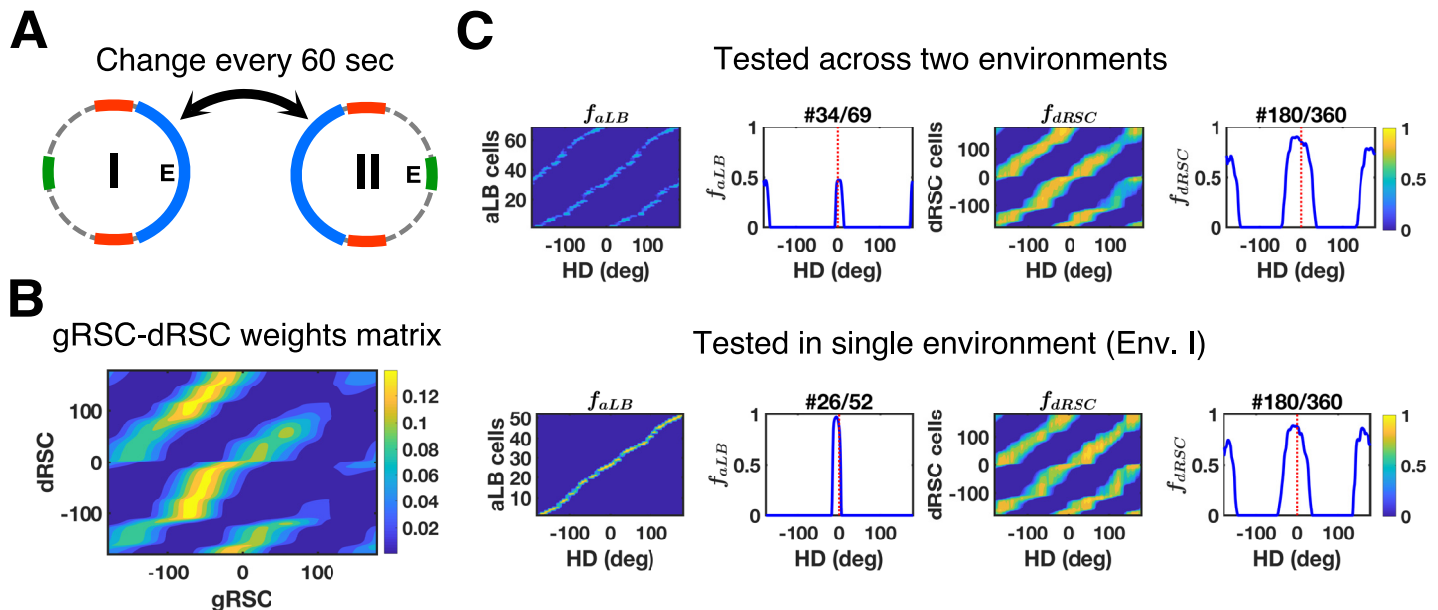 A
Change every 60 sec
I
E
II
E
B
gRSC-dRSC weights matrix
dRSC
100
0
-100
-100
0
100
gRSC
0.12
0.1
0.08
0.06
0.04
0.02
C
Tested across two environments
f_aLB
aLB cells
60
40
20
-100
0
100
HD (deg)
#34/69
f_aLB
1
0.5
0
-100
0
100
HD (deg)
f_dRSC
dRSC cells
100
0
-100
-100
0
100
HD (deg)
#180/360
f_dRSC
1
0.5
0
-100
0
100
HD (deg)
1
0.5
0
Tested in single environment (Env. I)
f_aLB
aLB cells
50
40
30
20
10
-100
0
100
HD (deg)
#26/52
f_aLB
1
0.5
0
-100
0
100
HD (deg)
f_dRSC
dRSC cells
100
0
-100
-100
0
100
HD (deg)
#180/360
f_dRSC
1
0.5
0
-100
0
100
HD (deg)
1
0.5
0